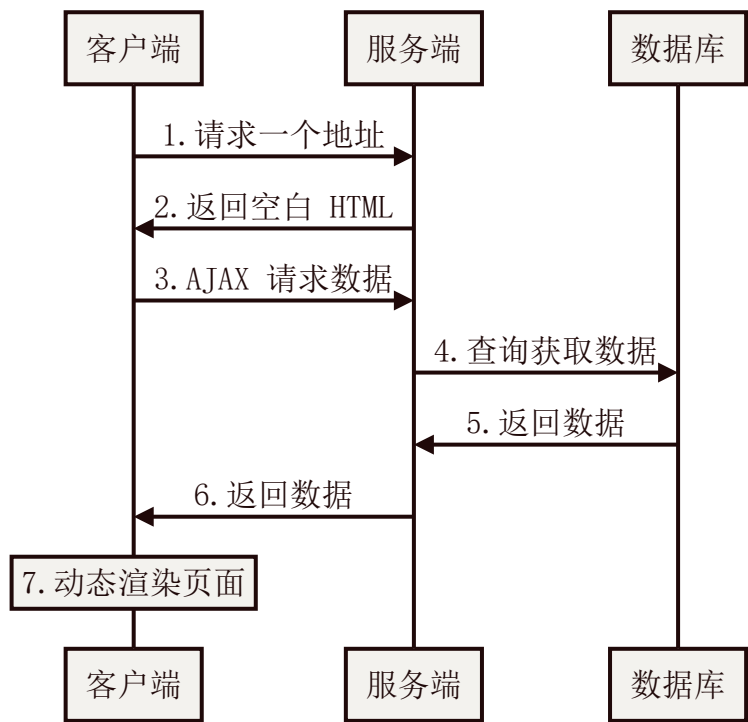 客户端
服务端
数据库
1.请求一个地址
2.返回空白 HTML
3.AJAX 请求数据
4.查询获取数据
5.返回数据
6.返回数据
7.动态渲染页面
客户端
服务端
数据库